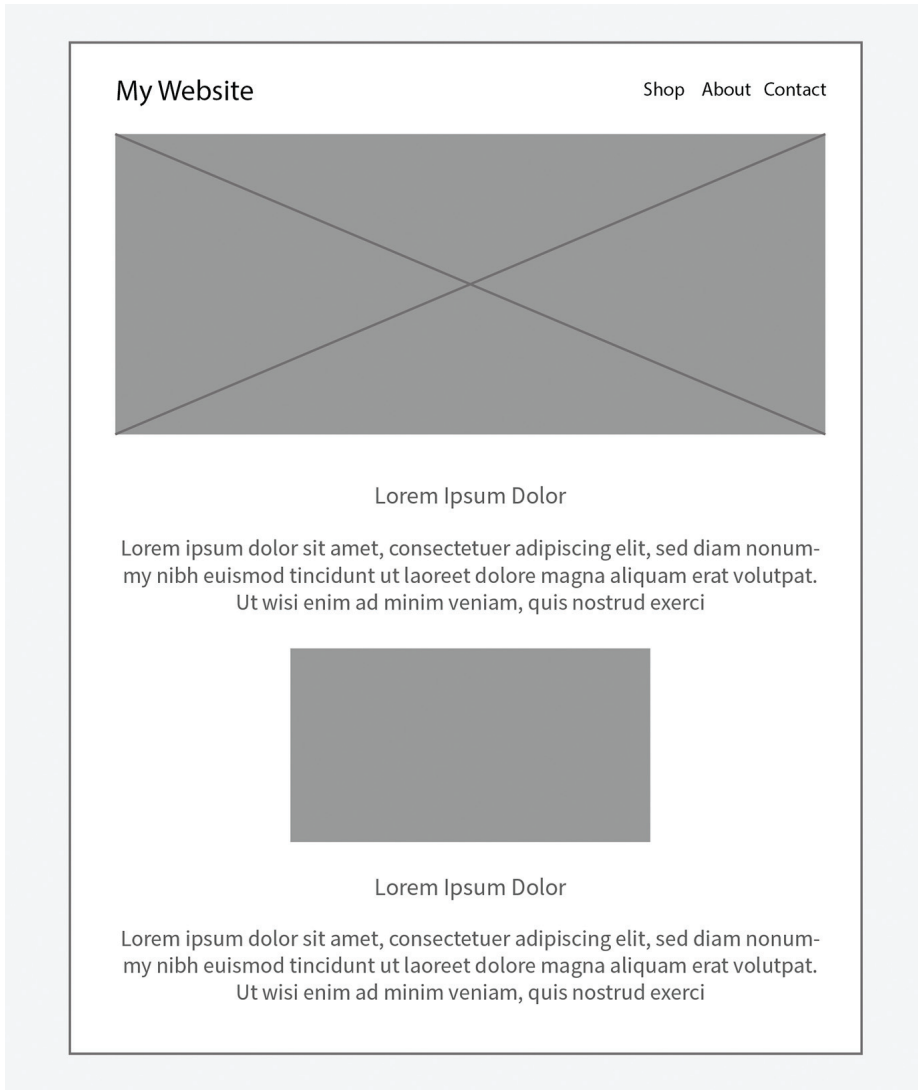 My Website
Shop About Contact
Lorem Ipsum Dolor
Lorem ipsum dolor sit amet, consectetuer adipiscing elit, sed diam nonum-
my nibh euismod tincidunt ut laoreet dolore magna aliquam erat volutpat.
Ut wisi enim ad minim veniam, quis nostrud exerci
Lorem Ipsum Dolor
Lorem ipsum dolor sit amet, consectetuer adipiscing elit, sed diam nonum-
my nibh euismod tincidunt ut laoreet dolore magna aliquam erat volutpat.
Ut wisi enim ad minim veniam, quis nostrud exerci